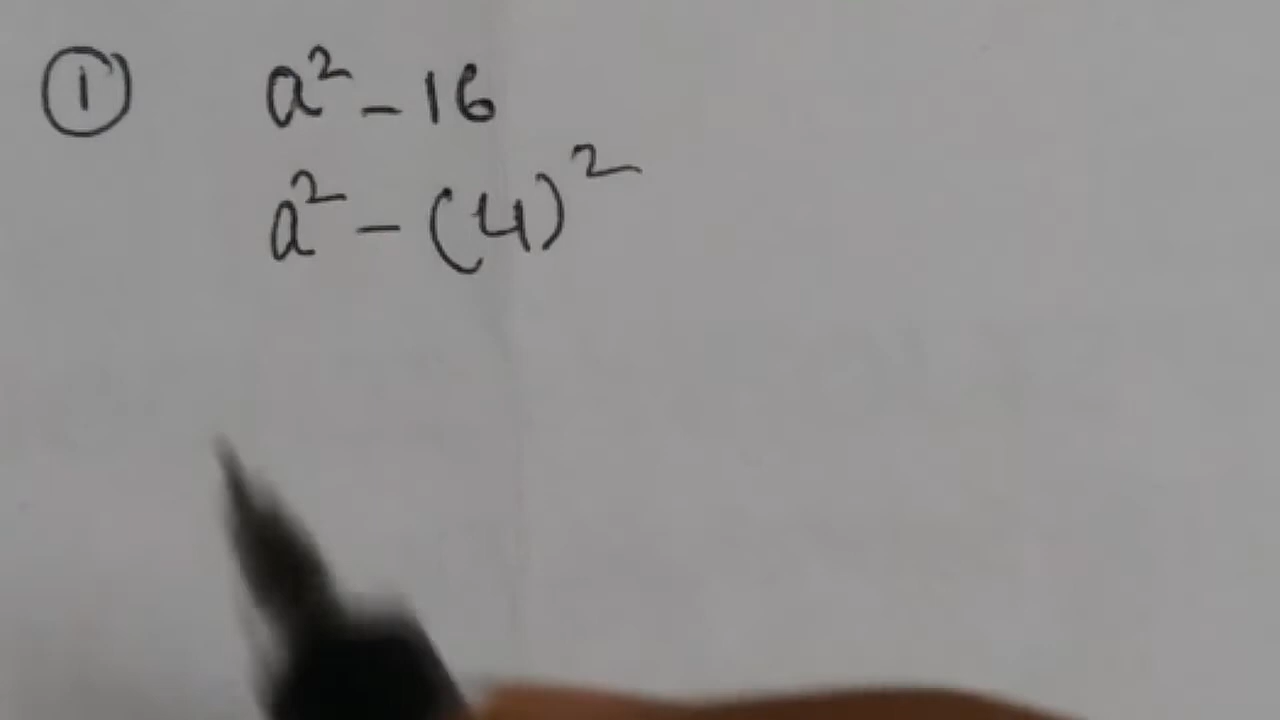 ① a² - 16
a² - (4)²